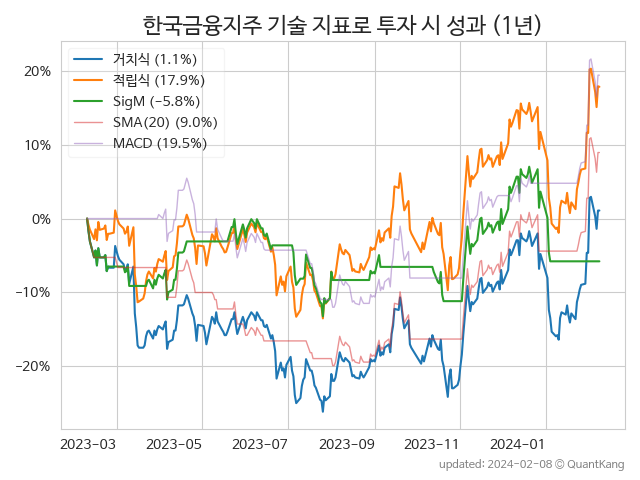 한국금융지주 기술 지표로 투자 시 성과 (1년)
거치식 (1.1%)
적립식 (17.9%)
SigM (−5.8%)
SMA(20) (9.0%)
MACD (19.5%)
20%
10%
0%
−10%
−20%
2023-03 2023-05 2023-07 2023-09 2023-11 2024-01
updated: 2024-02-08 ⓒ QuantKang